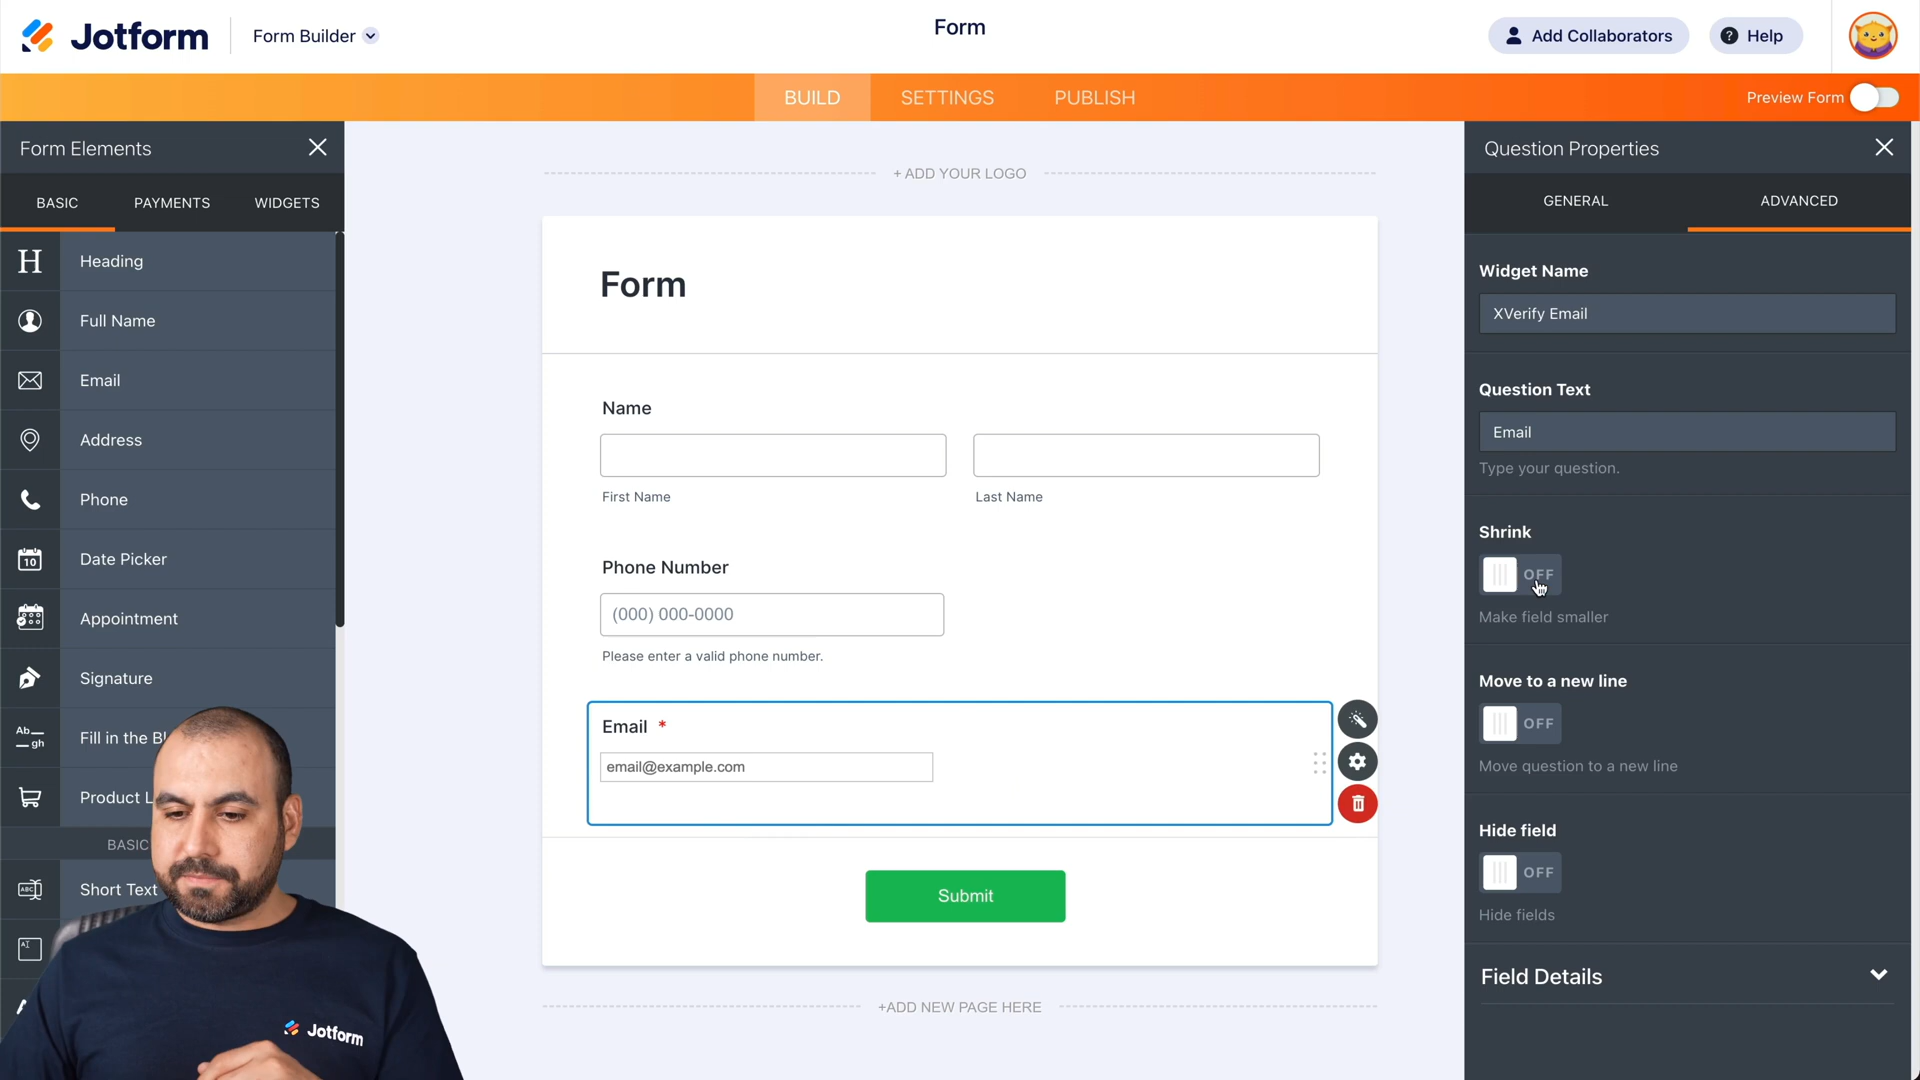 Jotform
Form Builder
Form
Add Collaborators
? Help
BUILD
SETTINGS
PUBLISH
Preview Form
Form Elements
BASIC
PAYMENTS
WIDGETS
H Heading
Full Name
Email
Address
Phone
10 Date Picker
Appointment
Signature
Ab gh Fill in the Bl
Product L
BASIC
ABC Short Text
Jotform
+ ADD YOUR LOGO
Form
Name
First Name
Last Name
Phone Number
(000) 000-0000
Please enter a valid phone number.
Email *
email@example.com
Submit
+ADD NEW PAGE HERE
Question Properties
GENERAL
ADVANCED
Widget Name
XVerify Email
Question Text
Email
Type your question.
Shrink
OFF
Make field smaller
Move to a new line
OFF
Move question to a new line
Hide field
OFF
Hide fields
Field Details